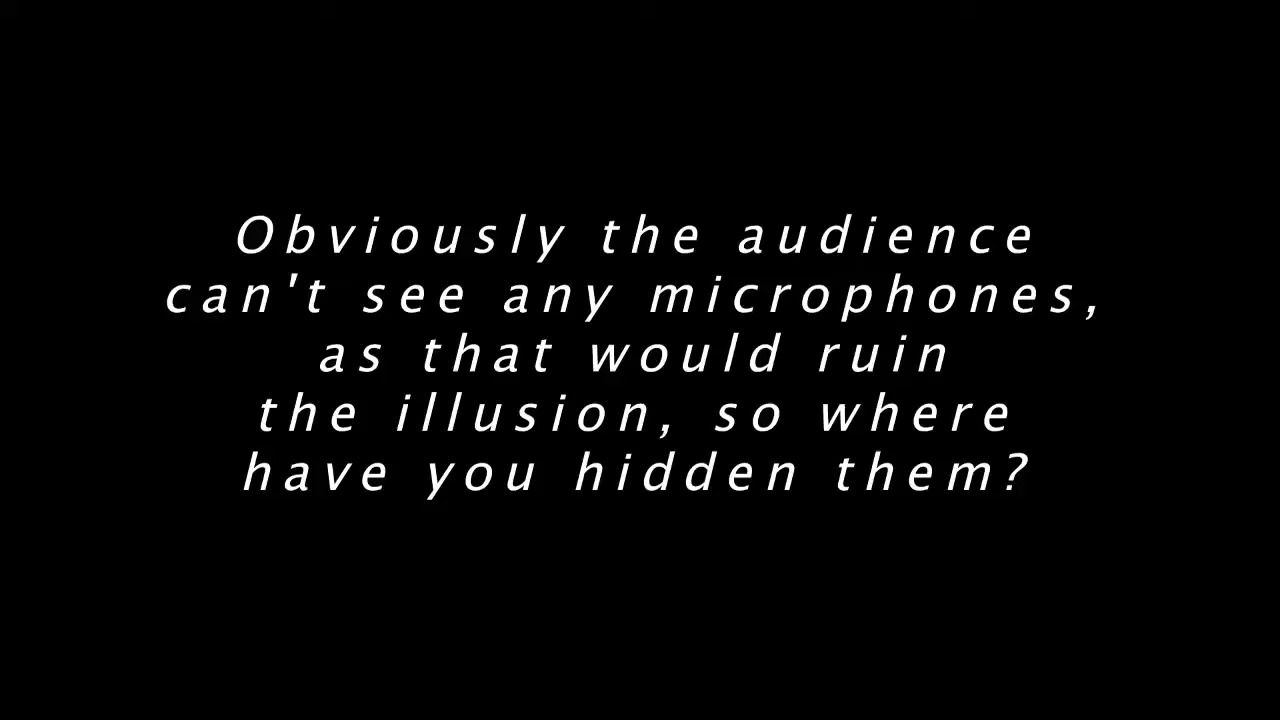 Obviously the audience
can't see any microphones,
as that would ruin
the illusion, so where
have you hidden them?